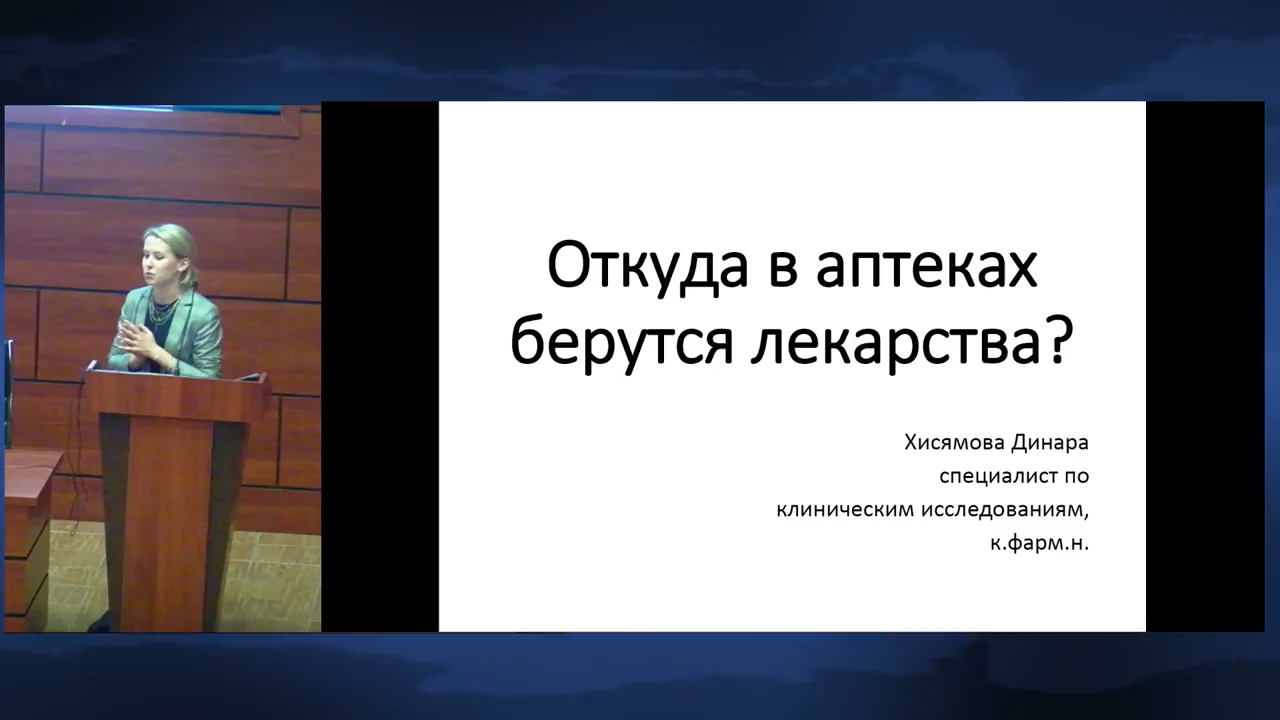 Откуда в аптеках
берутся лекарства?
Хисямова Динара
специалист по
клиническим исследованиям,
к.фарм.н.